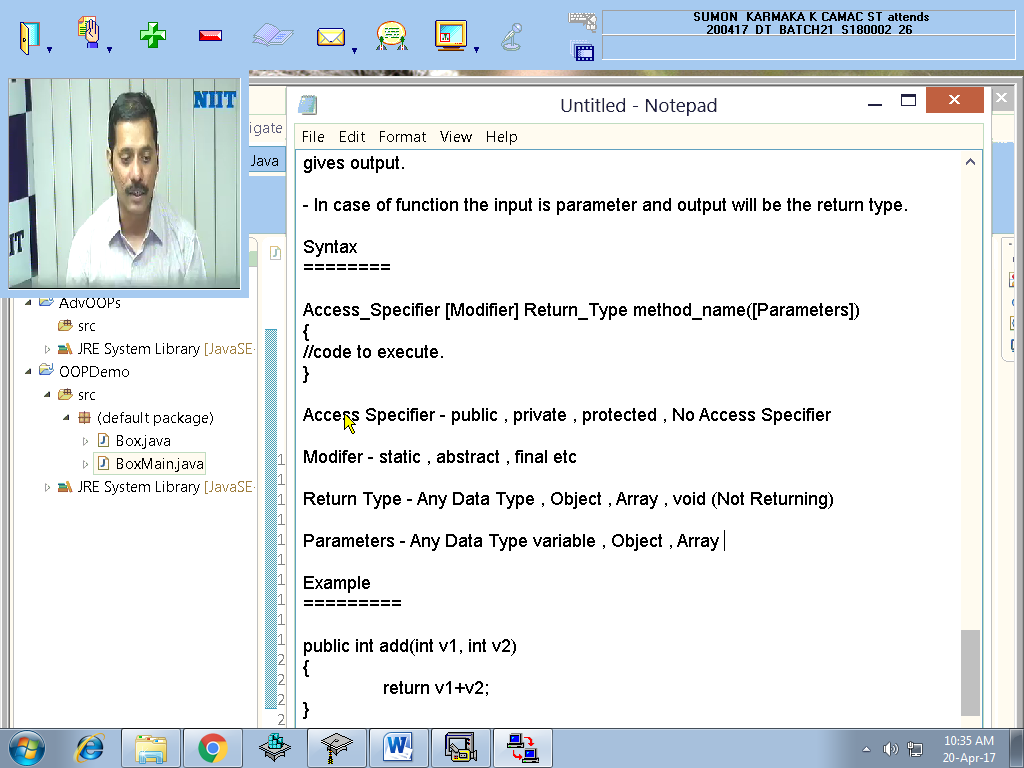 SUMON KARMAKA K CAMAC ST attends
200417_DT_BATCH21_S180002_26
NIIT
IT
Untitled - Notepad
File Edit Format View Help
igate
Java
gives output.
- In case of function the input is parameter and output will be the return type.
Syntax
========
Access_Specifier [Modifier] Return_Type method_name([Parameters])
{
//code to execute.
}
Access Specifier - public , private , protected , No Access Specifier
Modifer - static , abstract , final etc
Return Type - Any Data Type , Object , Array , void (Not Returning)
Parameters - Any Data Type variable , Object , Array
Example
=========
public int add(int v1, int v2)
{
return v1+v2;
}
AdvOOPs
src
JRE System Library [JavaSE-
OOPDemo
src
(default package)
Box.java
BoxMain.java
JRE System Library [JavaSE-
10:35 AM
20-Apr-17